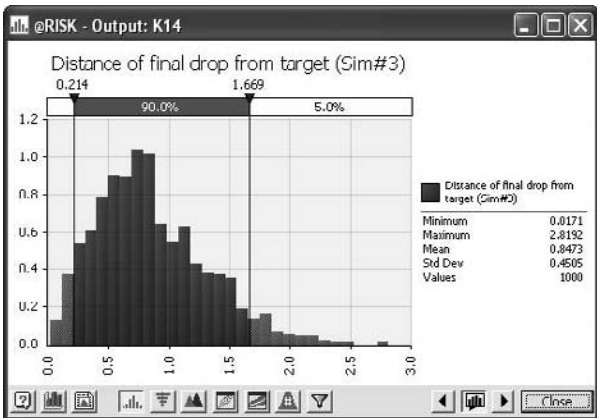 @RISK - Output: K14
Distance of final drop from target (Sim#3)
0.214 1.669
90.0% 5.0%
1.2
1.0
0.8
0.6
0.4
0.2
0.0
0.0 0.5 1.0 1.5 2.0 2.5 3.0
Distance of final drop from
target (Sim#3)
Minimum 0.0171
Maximum 2.8192
Mean 0.8473
Std Dev 0.4505
Values 1000
Close